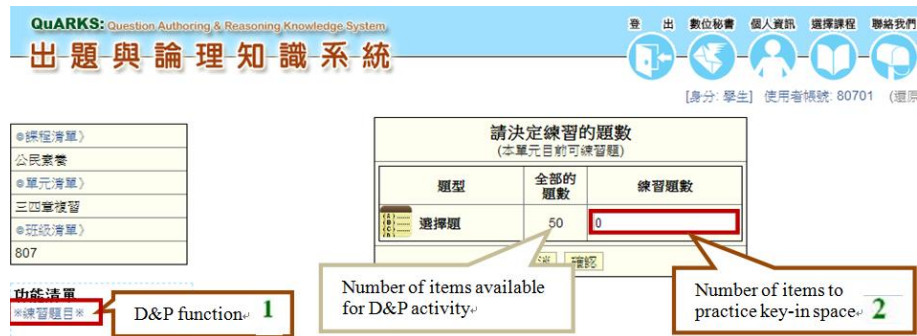 QuARKS: Question Authoring & Reasoning Knowledge System
出題與論理知識系統
登 出 數位秘書 個人資訊 選擇課程 聯絡我們
[身分: 學生] 使用者帳號: 80701 (還原
◎課程清單》
公民素養
◎單元清單》
三四章複習
◎班級清單》
807
功能清單
※練習題目※
請決定練習的題數
(本單元目前可練習題)
題型 全部的題數 練習題數
選擇題 50 0
消 確認
D&P function 1
Number of items available
for D&P activity
Number of items to
practice key-in space 2